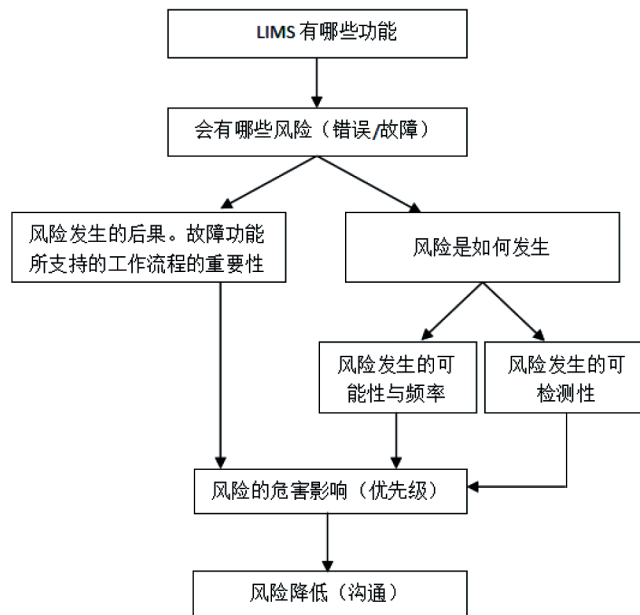 LIMS 有哪些功能
会有哪些风险（错误/故障）
风险发生的后果。故障功能
所支持的工作流程的重要性
风险是如何发生
风险发生的可
能性与频率
风险发生的可
检测性
风险的危害影响（优先级）
风险降低（沟通）